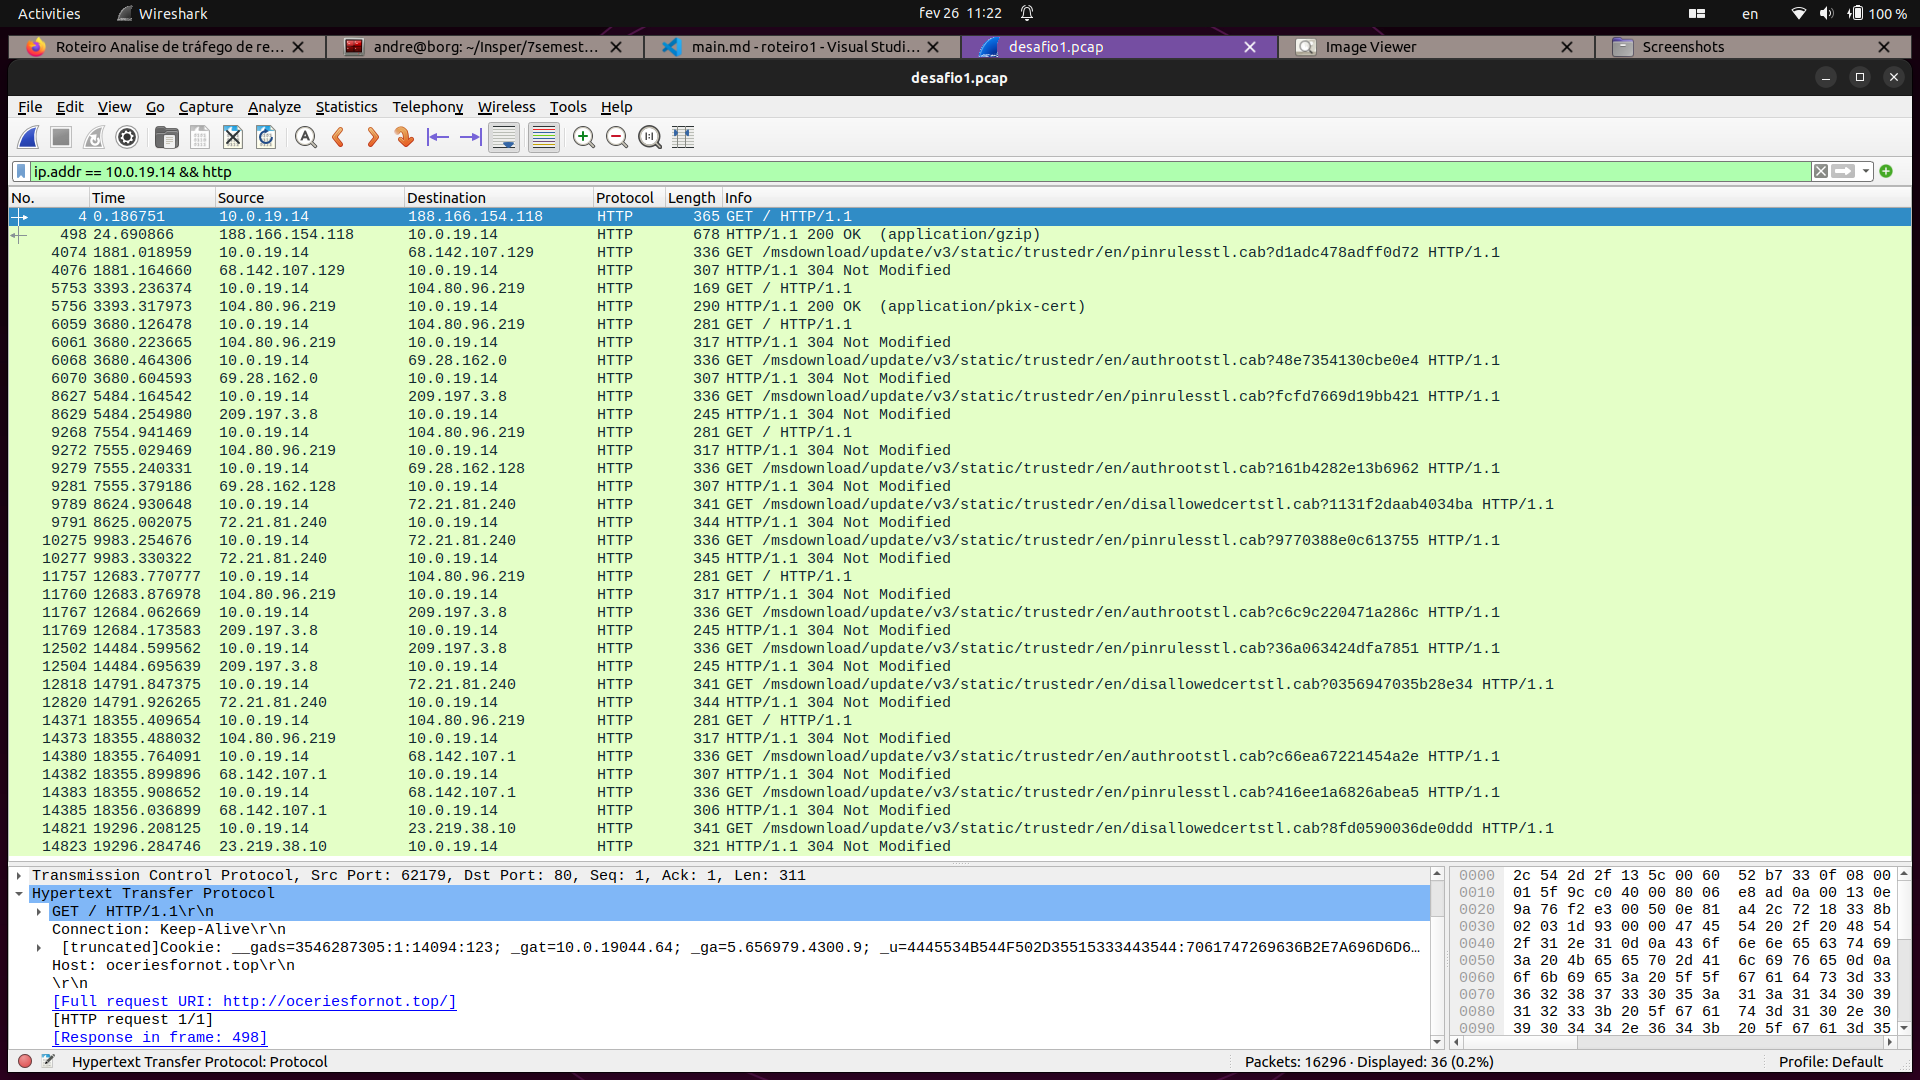 Activities
Wireshark
fev 26 11:22
en
100 %
Roteiro Analise de tráfego de re...
andre@borg: ~/Insper/7semest...
main.md - roteiro1 - Visual Studi...
desafio1.pcap
Image Viewer
Screenshots
desafio1.pcap
File Edit View Go Capture Analyze Statistics Telephony Wireless Tools Help
ip.addr == 10.0.19.14 && http
No. Time Source Destination Protocol Length Info
4 0.186751 10.0.19.14 188.166.154.118 HTTP 365 GET / HTTP/1.1
498 24.690866 188.166.154.118 10.0.19.14 HTTP 678 HTTP/1.1 200 OK (application/gzip)
4074 1881.018959 10.0.19.14 68.142.107.129 HTTP 336 GET /msdownload/update/v3/static/trustedr/en/pinrulesstl.cab?d1adc478adff0d72 HTTP/1.1
4076 1881.164660 68.142.107.129 10.0.19.14 HTTP 307 HTTP/1.1 304 Not Modified
5753 3393.236374 10.0.19.14 104.80.96.219 HTTP 169 GET / HTTP/1.1
5756 3393.317973 104.80.96.219 10.0.19.14 HTTP 290 HTTP/1.1 200 OK (application/pkix-cert)
6059 3680.126478 10.0.19.14 104.80.96.219 HTTP 281 GET / HTTP/1.1
6061 3680.223665 104.80.96.219 10.0.19.14 HTTP 317 HTTP/1.1 304 Not Modified
6068 3680.464306 10.0.19.14 69.28.162.0 HTTP 336 GET /msdownload/update/v3/static/trustedr/en/authrootstl.cab?48e7354130cbe0e4 HTTP/1.1
6070 3680.604593 69.28.162.0 10.0.19.14 HTTP 307 HTTP/1.1 304 Not Modified
8627 5484.164542 10.0.19.14 209.197.3.8 HTTP 336 GET /msdownload/update/v3/static/trustedr/en/pinrulesstl.cab?fcfd7669d19bb421 HTTP/1.1
8629 5484.254980 209.197.3.8 10.0.19.14 HTTP 245 HTTP/1.1 304 Not Modified
9268 7554.941469 10.0.19.14 104.80.96.219 HTTP 281 GET / HTTP/1.1
9272 7555.029469 104.80.96.219 10.0.19.14 HTTP 317 HTTP/1.1 304 Not Modified
9279 7555.240331 10.0.19.14 69.28.162.128 HTTP 336 GET /msdownload/update/v3/static/trustedr/en/authrootstl.cab?161b4282e13b6962 HTTP/1.1
9281 7555.379186 69.28.162.128 10.0.19.14 HTTP 307 HTTP/1.1 304 Not Modified
9789 8624.930648 10.0.19.14 72.21.81.240 HTTP 341 GET /msdownload/update/v3/static/trustedr/en/disallowedcertstl.cab?1131f2daab4034ba HTTP/1.1
9791 8625.002075 72.21.81.240 10.0.19.14 HTTP 344 HTTP/1.1 304 Not Modified
10275 9983.254676 10.0.19.14 72.21.81.240 HTTP 336 GET /msdownload/update/v3/static/trustedr/en/pinrulesstl.cab?9770388e0c613755 HTTP/1.1
10277 9983.330322 72.21.81.240 10.0.19.14 HTTP 345 HTTP/1.1 304 Not Modified
11757 12683.770777 10.0.19.14 104.80.96.219 HTTP 281 GET / HTTP/1.1
11760 12683.876978 104.80.96.219 10.0.19.14 HTTP 317 HTTP/1.1 304 Not Modified
11767 12684.062669 10.0.19.14 209.197.3.8 HTTP 336 GET /msdownload/update/v3/static/trustedr/en/authrootstl.cab?c6c9c220471a286c HTTP/1.1
11769 12684.173583 209.197.3.8 10.0.19.14 HTTP 245 HTTP/1.1 304 Not Modified
12502 14484.599562 10.0.19.14 209.197.3.8 HTTP 336 GET /msdownload/update/v3/static/trustedr/en/pinrulesstl.cab?36a063424dfa7851 HTTP/1.1
12504 14484.695639 209.197.3.8 10.0.19.14 HTTP 245 HTTP/1.1 304 Not Modified
12818 14791.847375 10.0.19.14 72.21.81.240 HTTP 341 GET /msdownload/update/v3/static/trustedr/en/disallowedcertstl.cab?0356947035b28e34 HTTP/1.1
12820 14791.926265 72.21.81.240 10.0.19.14 HTTP 344 HTTP/1.1 304 Not Modified
14371 18355.409654 10.0.19.14 104.80.96.219 HTTP 281 GET / HTTP/1.1
14373 18355.488032 104.80.96.219 10.0.19.14 HTTP 317 HTTP/1.1 304 Not Modified
14380 18355.764091 10.0.19.14 68.142.107.1 HTTP 336 GET /msdownload/update/v3/static/trustedr/en/authrootstl.cab?c66ea67221454a2e HTTP/1.1
14382 18355.899896 68.142.107.1 10.0.19.14 HTTP 307 HTTP/1.1 304 Not Modified
14383 18355.908652 10.0.19.14 68.142.107.1 HTTP 336 GET /msdownload/update/v3/static/trustedr/en/pinrulesstl.cab?416ee1a6826abea5 HTTP/1.1
14385 18356.036899 68.142.107.1 10.0.19.14 HTTP 306 HTTP/1.1 304 Not Modified
14821 19296.208125 10.0.19.14 23.219.38.10 HTTP 341 GET /msdownload/update/v3/static/trustedr/en/disallowedcertstl.cab?8fd0590036de0ddd HTTP/1.1
14823 19296.284746 23.219.38.10 10.0.19.14 HTTP 321 HTTP/1.1 304 Not Modified
Transmission Control Protocol, Src Port: 62179, Dst Port: 80, Seq: 1, Ack: 1, Len: 311
Hypertext Transfer Protocol
GET / HTTP/1.1\r\n
Connection: Keep-Alive\r\n
[truncated]Cookie: __gads=3546287305:1:14094:123; _gat=10.0.19044.64; _ga=5.656979.4300.9; _u=4445534B544F502D35515333443544:7061747269636B2E7A696D6D6…
Host: oceriesfornot.top\r\n
\r\n
[Full request URI: http://oceriesfornot.top/]
[HTTP request 1/1]
[Response in frame: 498]
0000 2c 54 2d 2f 13 5c 00 60 52 b7 33 0f 08 00
0010 01 5f 9c c0 40 00 80 06 e8 ad 0a 00 13 0e
0020 9a 76 f2 e3 00 50 0e 81 a4 2c 72 18 33 8b
0030 02 03 1d 93 00 00 47 45 54 20 2f 20 48 54
0040 2f 31 2e 31 0d 0a 43 6f 6e 6e 65 63 74 69
0050 3a 20 4b 65 65 70 2d 41 6c 69 76 65 0d 0a
0060 6f 6b 69 65 3a 20 5f 5f 67 61 64 73 3d 33
0070 36 32 38 37 33 30 35 3a 31 3a 31 34 30 39
0080 31 32 33 3b 20 5f 67 61 74 3d 31 30 2e 30
0090 39 30 34 34 2e 36 34 3b 20 5f 67 61 3d 35
Hypertext Transfer Protocol: Protocol
Packets: 16296 · Displayed: 36 (0.2%)
Profile: Default